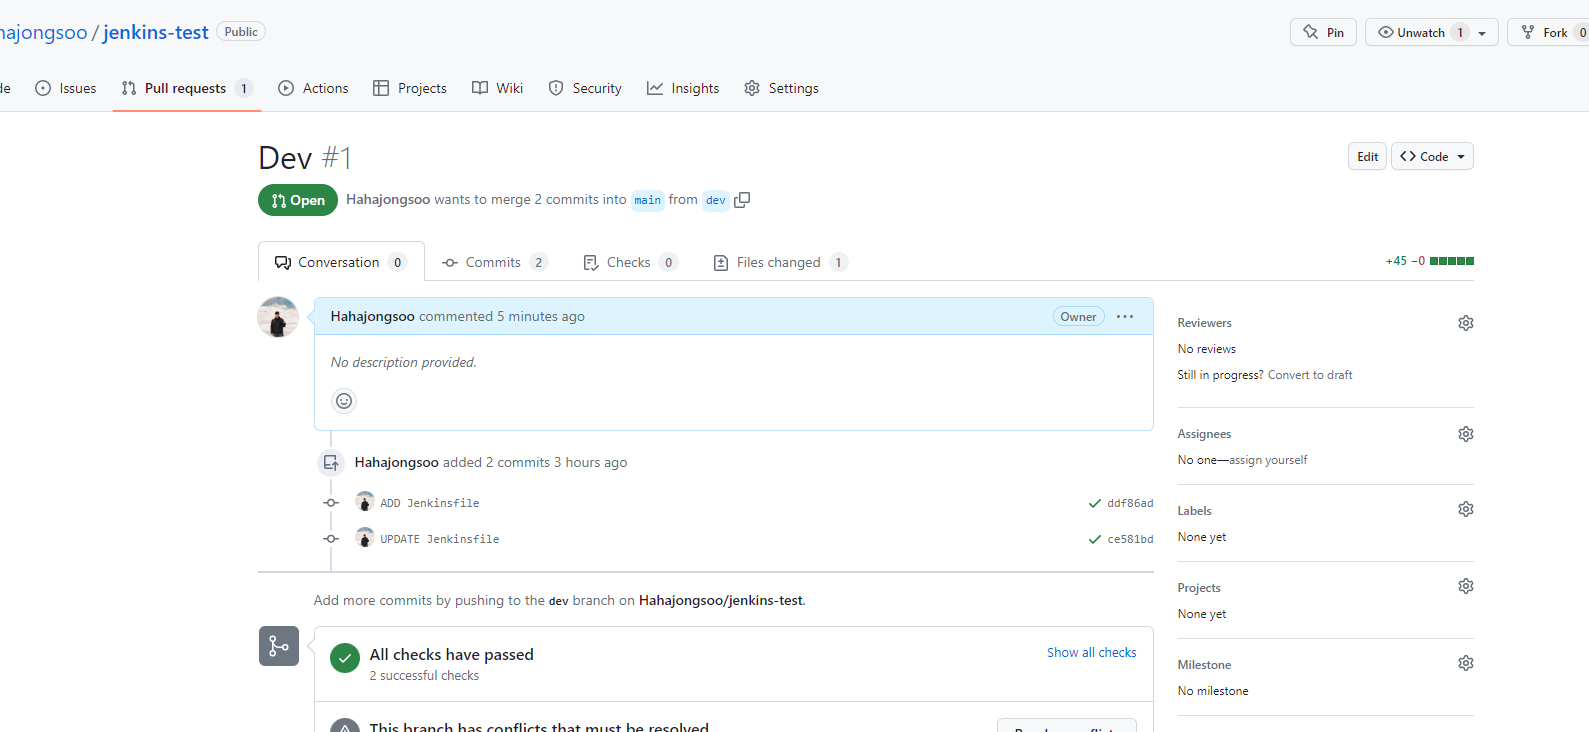 hajongsoo / jenkins-test Public Pin Unwatch 1 Fork 0
de Issues Pull requests 1 Actions Projects Wiki Security Insights Settings
Dev #1
Edit <> Code
Open Hahajongsoo wants to merge 2 commits into main from dev
Conversation 0 Commits 2 Checks 0 Files changed 1
+45 −0
Hahajongsoo commented 5 minutes ago Owner ...
No description provided.
Hahajongsoo added 2 commits 3 hours ago
ADD Jenkinsfile ddf86ad
UPDATE Jenkinsfile ce581bd
Add more commits by pushing to the dev branch on Hahajongsoo/jenkins-test.
All checks have passed Show all checks
2 successful checks
This branch has conflicts that must be resolved
Reviewers
No reviews
Still in progress? Convert to draft
Assignees
No one—assign yourself
Labels
None yet
Projects
None yet
Milestone
No milestone